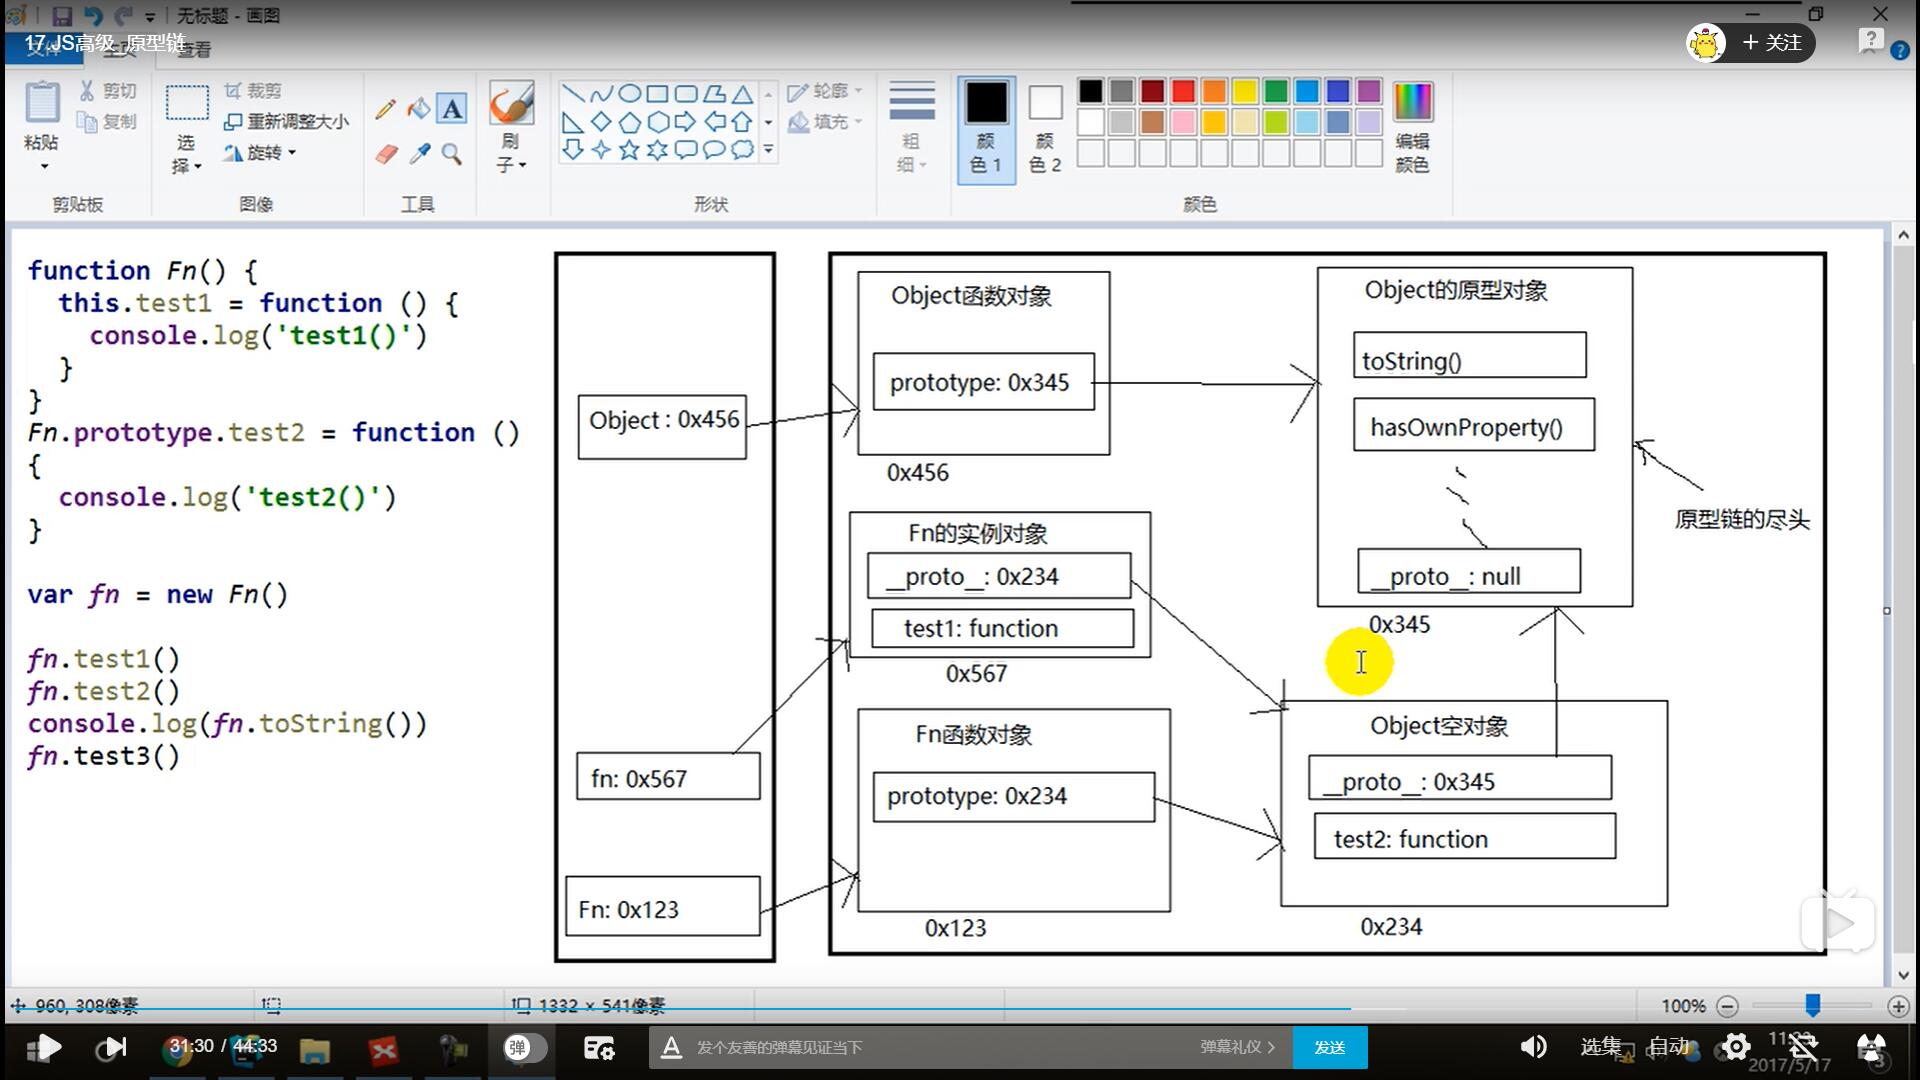 无标题 - 画图
17.JS高级_原型链
文件
主页
查看
+ 关注
粘贴
剪切
复制
剪贴板
选择
裁剪
重新调整大小
旋转
图像
工具
刷子
形状
轮廓
填充
粗细
颜色 1
颜色 2
编辑颜色
颜色
function Fn() {
this.test1 = function () {
console.log('test1()')
}
}
Fn.prototype.test2 = function ()
{
console.log('test2()')
}
var fn = new Fn()
fn.test1()
fn.test2()
console.log(fn.toString())
fn.test3()
Object : 0x456
fn: 0x567
Fn: 0x123
Object函数对象
prototype: 0x345
0x456
Fn的实例对象
__proto__: 0x234
test1: function
0x567
Fn函数对象
prototype: 0x234
0x123
Object的原型对象
toString()
hasOwnProperty()
__proto__: null
0x345
原型链的尽头
Object空对象
__proto__: 0x345
test2: function
0x234
960, 308像素
1332 × 541像素
100%
31:30 / 44:33
弹
发个友善的弹幕见证当下
弹幕礼仪
发送
选集
自动
2017/5/17